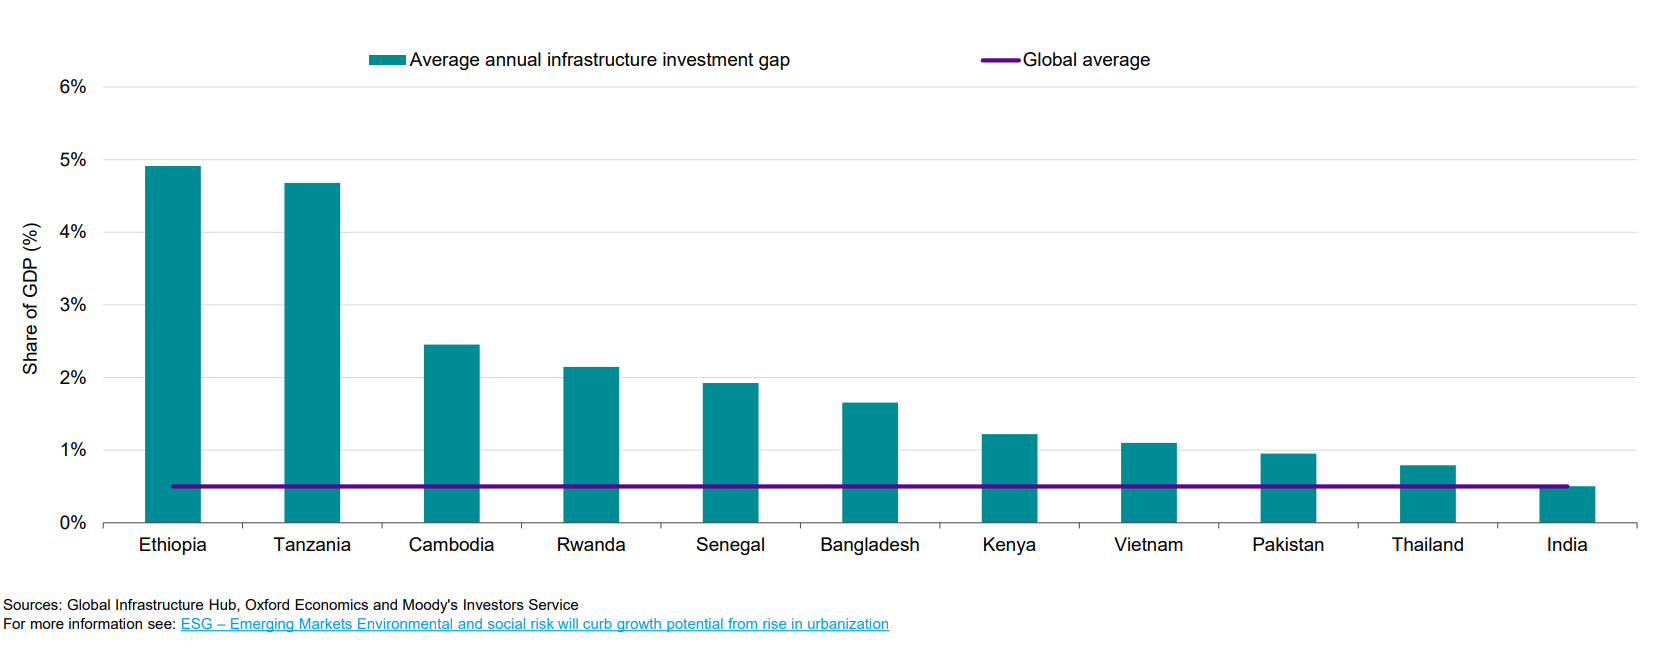 Average annual infrastructure investment gap
Global average
6%
5%
4%
3%
2%
1%
0%
Share of GDP (%)
Ethiopia
Tanzania
Cambodia
Rwanda
Senegal
Bangladesh
Kenya
Vietnam
Pakistan
Thailand
India
Sources: Global Infrastructure Hub, Oxford Economics and Moody's Investors Service
For more information see: ESG – Emerging Markets Environmental and social risk will curb growth potential from rise in urbanization